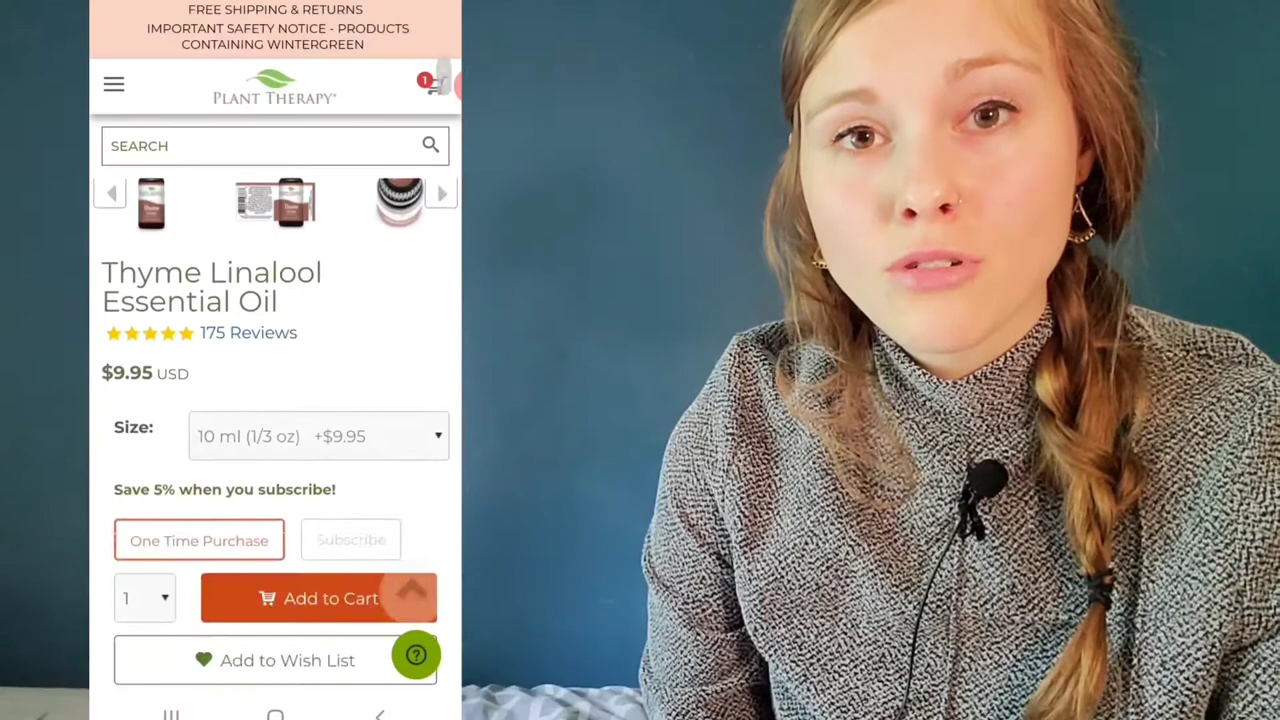 FREE SHIPPING & RETURNS
IMPORTANT SAFETY NOTICE - PRODUCTS
CONTAINING WINTERGREEN
1
PLANT THERAPY
SEARCH
Thyme Linalool
Essential Oil
175 Reviews
$9.95 USD
Size:
10 ml (1/3 oz) +$9.95
Save 5% when you subscribe!
One Time Purchase
Subscribe
1
Add to Cart
Add to Wish List